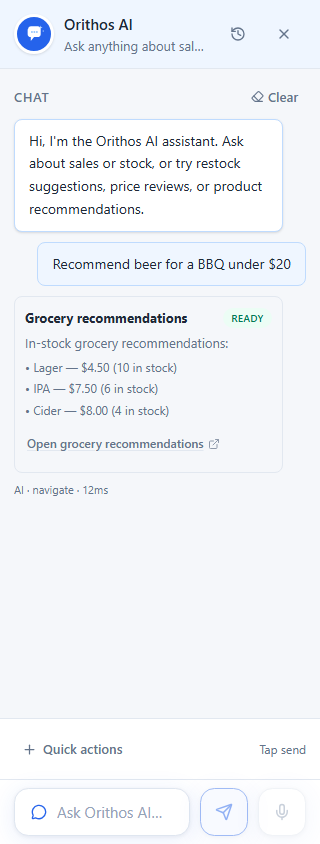 Orithos AI
Ask anything about sal...
CHAT
Clear
Hi, I'm the Orithos AI assistant. Ask
about sales or stock, or try restock
suggestions, price reviews, or product
recommendations.
Recommend beer for a BBQ under $20
Grocery recommendations
READY
In-stock grocery recommendations:
• Lager — $4.50 (10 in stock)
• IPA — $7.50 (6 in stock)
• Cider — $8.00 (4 in stock)
Open grocery recommendations
AI · navigate · 12ms
Quick actions
Tap send
Ask Orithos AI...